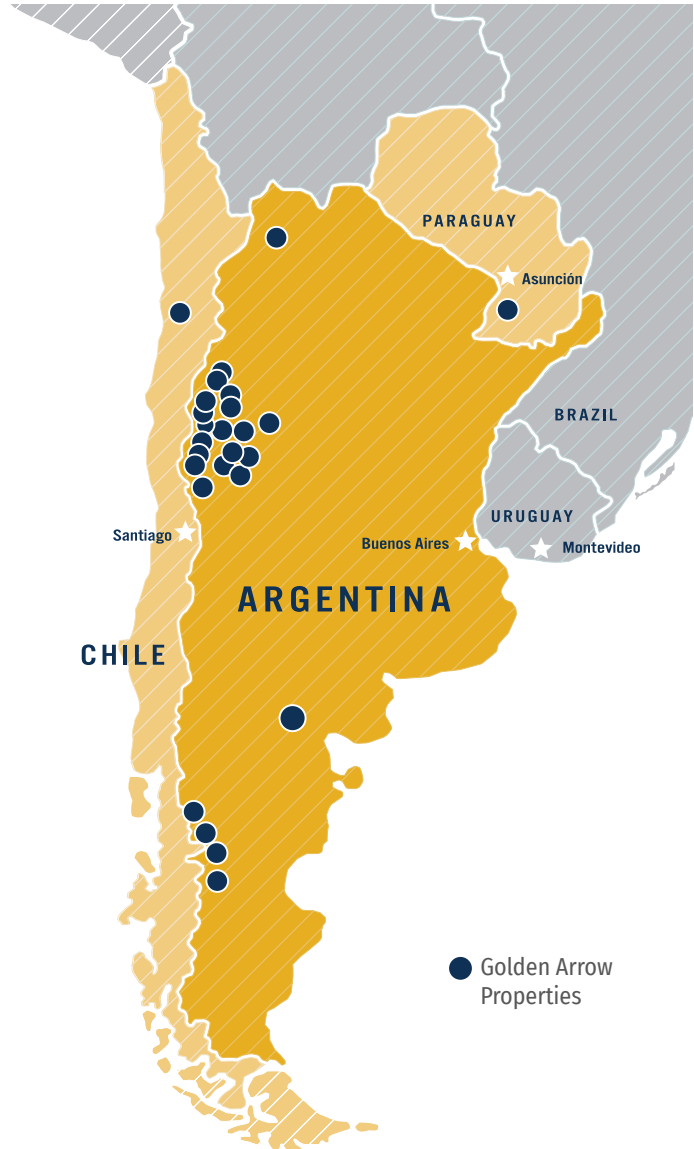 PARAGUAY
Asunción
BRAZIL
URUGUAY
Santiago
Buenos Aires
Montevideo
ARGENTINA
CHILE
Golden Arrow
Properties